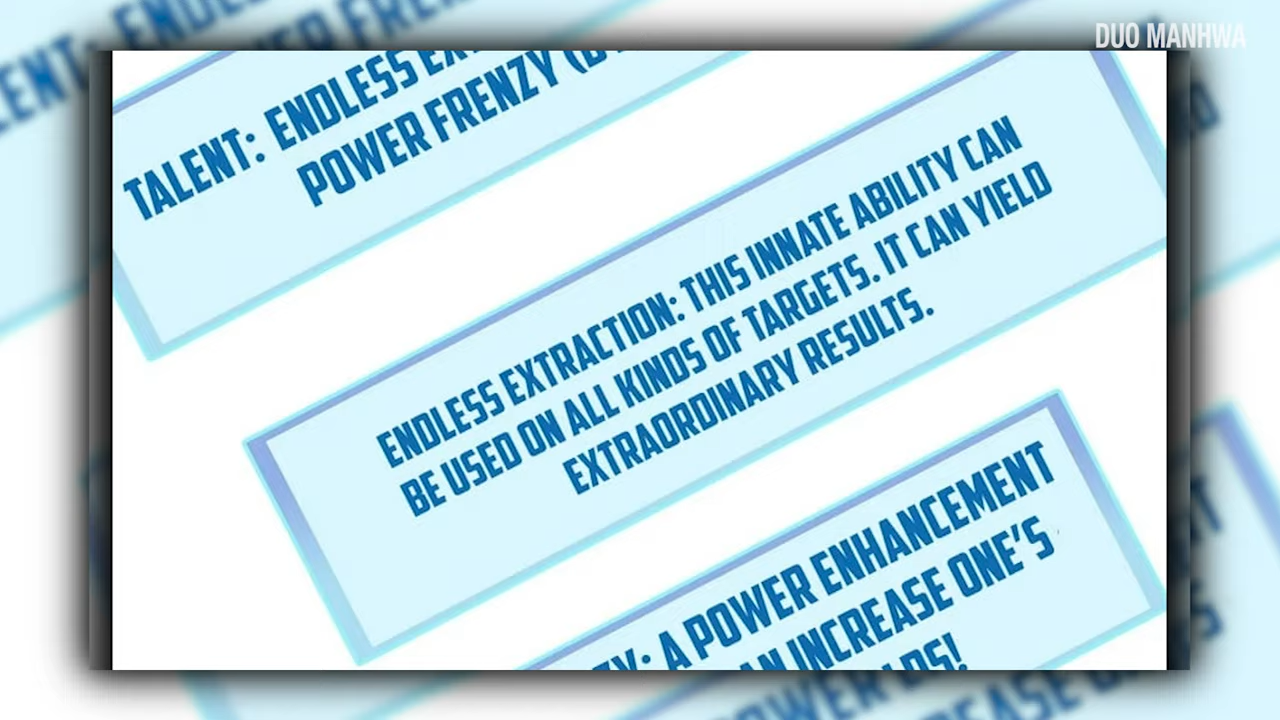 DUO MANHWA
TALENT: ENDLESS
POWER FRENZY
ENDLESS EXTRACTION: THIS INNATE ABILITY CAN
BE USED ON ALL KINDS OF TARGETS. IT CAN YIELD
EXTRAORDINARY RESULTS.
A POWER ENHANCEMENT
INCREASE ONE'S